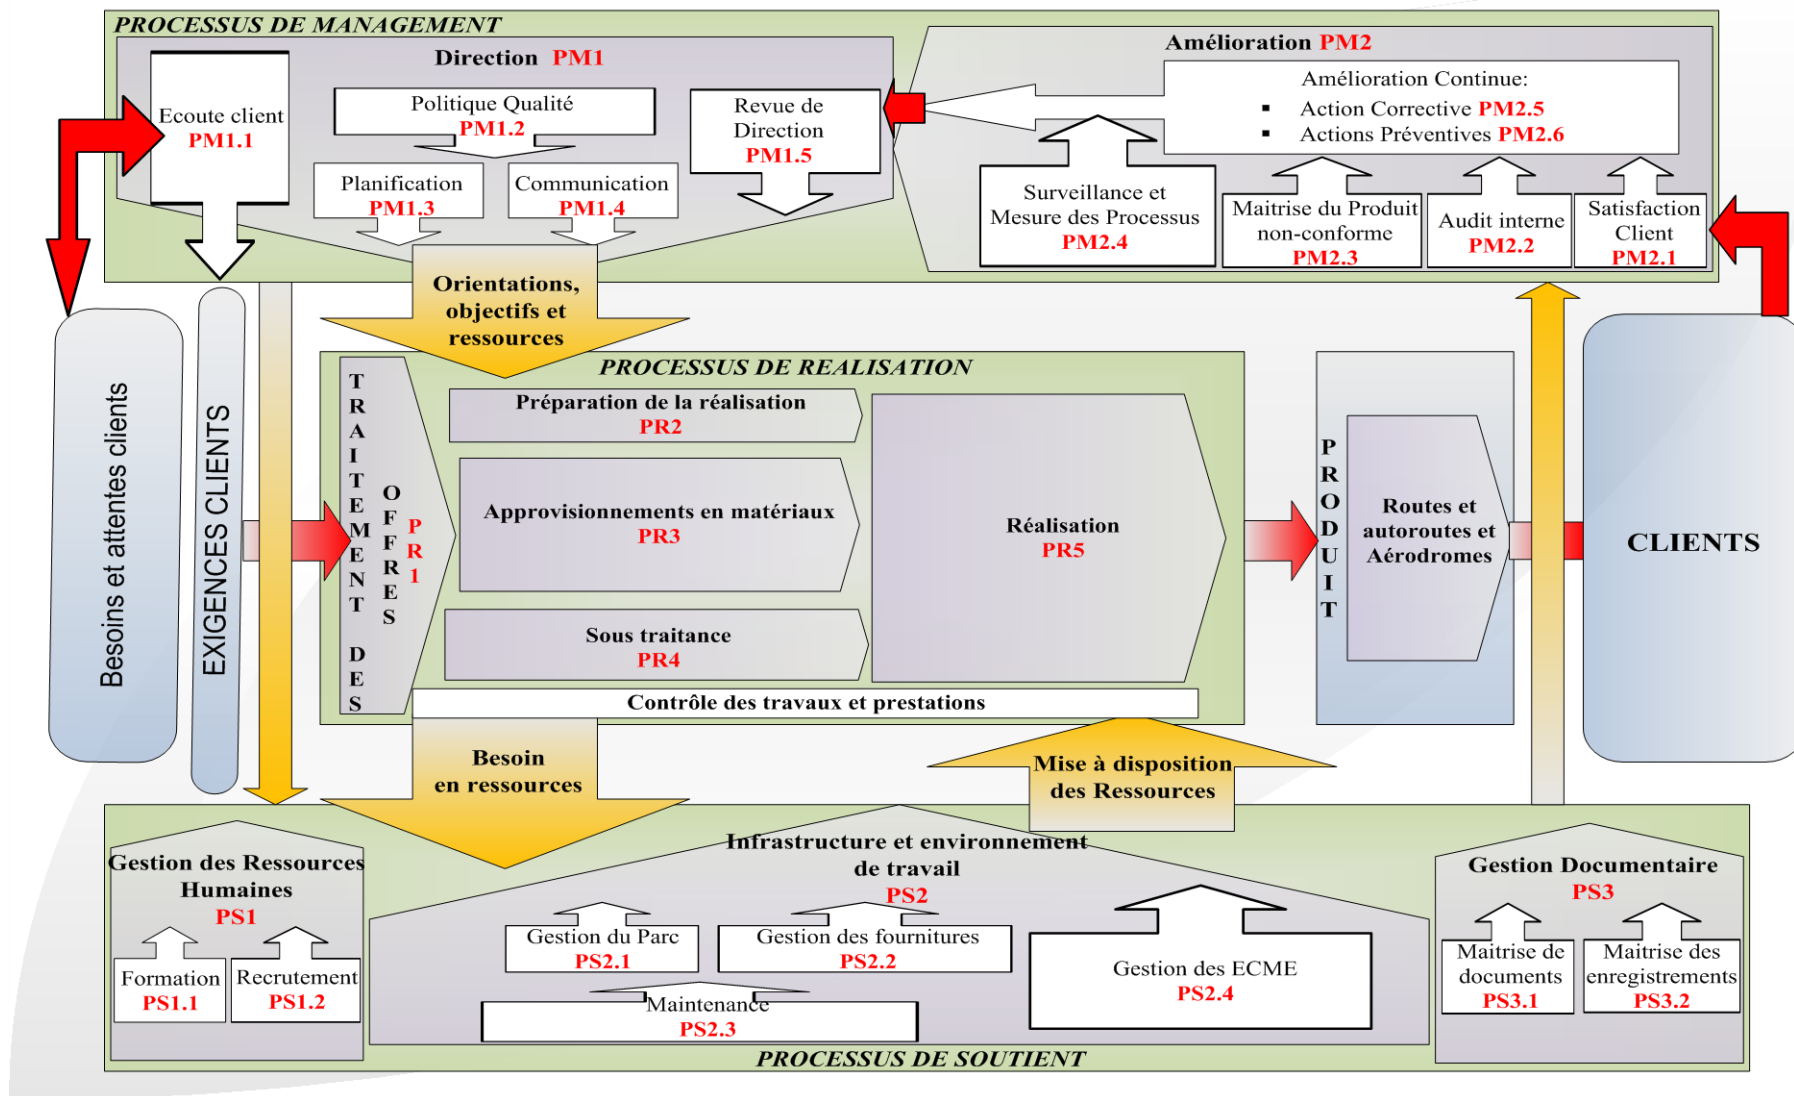 PROCESSUS DE MANAGEMENT
Direction PM1
Ecoute client
PM1.1
Politique Qualité
PM1.2
Planification
PM1.3
Communication
PM1.4
Revue de
Direction
PM1.5
Amélioration PM2
Amélioration Continue:
▪ Action Corrective PM2.5
▪ Actions Préventives PM2.6
Surveillance et
Mesure des Processus
PM2.4
Maitrise du Produit
non-conforme
PM2.3
Audit interne
PM2.2
Satisfaction
Client
PM2.1
Orientations,
objectifs et
ressources
Besoins et attentes clients
EXIGENCES CLIENTS
PROCESSUS DE REALISATION
TRAITEMENT DES
OFFRES
PR1
Préparation de la réalisation
PR2
Approvisionnements en matériaux
PR3
Sous traitance
PR4
Réalisation
PR5
Contrôle des travaux et prestations
PRODUIT
Routes et
autoroutes et
Aérodromes
CLIENTS
Besoin
en ressources
Mise à disposition
des Ressources
Gestion des Ressources
Humaines
PS1
Formation
PS1.1
Recrutement
PS1.2
Infrastructure et environnement
de travail
PS2
Gestion du Parc
PS2.1
Gestion des fournitures
PS2.2
Maintenance
PS2.3
Gestion des ECME
PS2.4
Gestion Documentaire
PS3
Maitrise de
documents
PS3.1
Maitrise des
enregistrements
PS3.2
PROCESSUS DE SOUTIENT